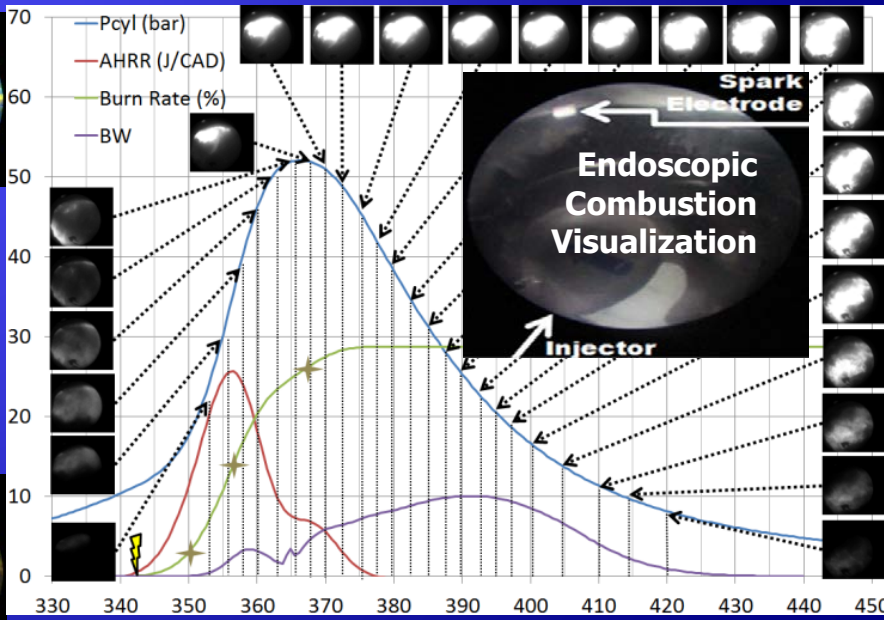 70
Pcyl (bar)
AHRR (J/CAD)
Burn Rate (%)
BW
60
50
40
30
20
10
0
Spark
Electrode
Endoscopic
Combustion
Visualization
Injector
330 340 350 360 370 380 390 400 410 420 430 440 450